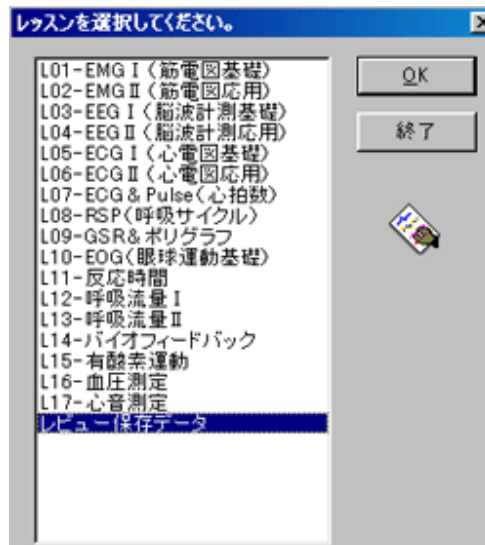 レッスンを選択してください。
L01-EMG I (筋電図基礎)
L02-EMG II (筋電図応用)
L03-EEG I (脳波計測基礎)
L04-EEG II (脳波計測応用)
L05-ECG I (心電図基礎)
L06-ECG II (心電図応用)
L07-ECG & Pulse(心拍数)
L08-RSP(呼吸サイクル)
L09-GSR& ポリグラフ
L10-EOG(眼球運動基礎)
L11-反応時間
L12-呼吸流量 I
L13-呼吸流量 II
L14-バイオフィードバック
L15-有酸素運動
L16-血圧測定
L17-心音測定
レビュー保存データ
OK
終了